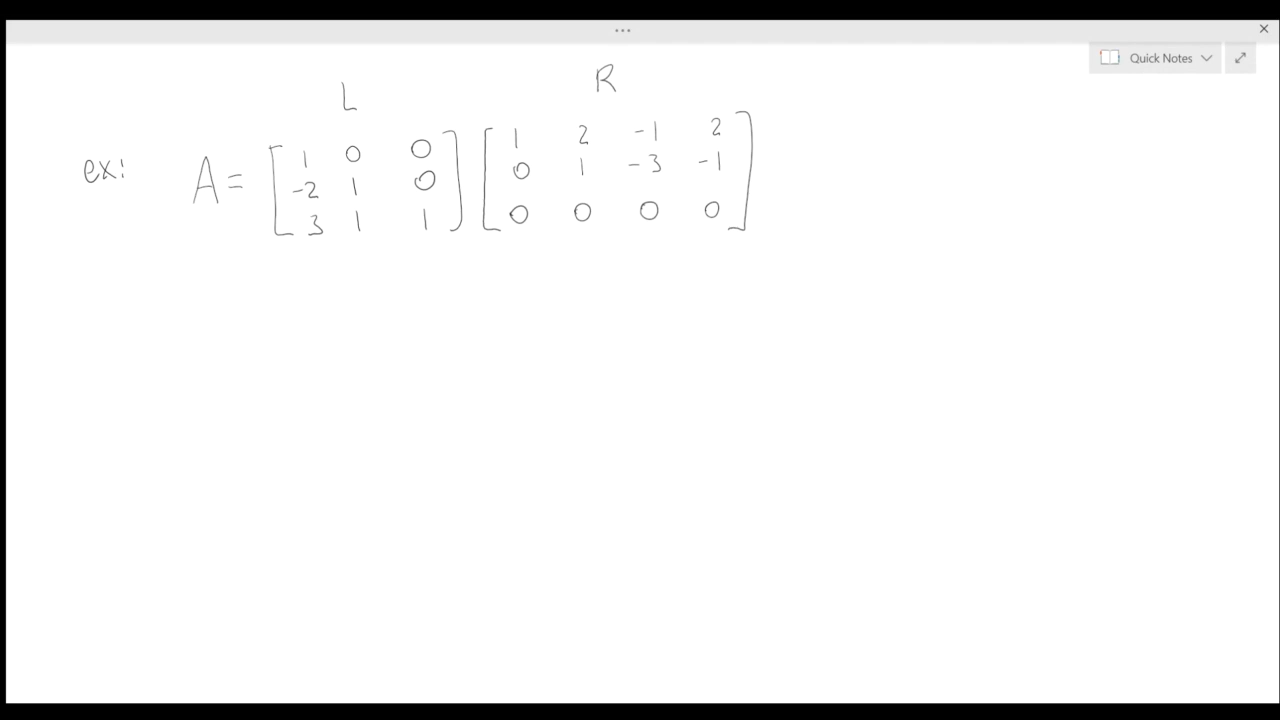 Quick Notes
L R
ex: A = [ 1 0 0 ] [ 1 2 -1 2 ]
-2 1 0 0 1 -3 -1
3 1 1 0 0 0 0